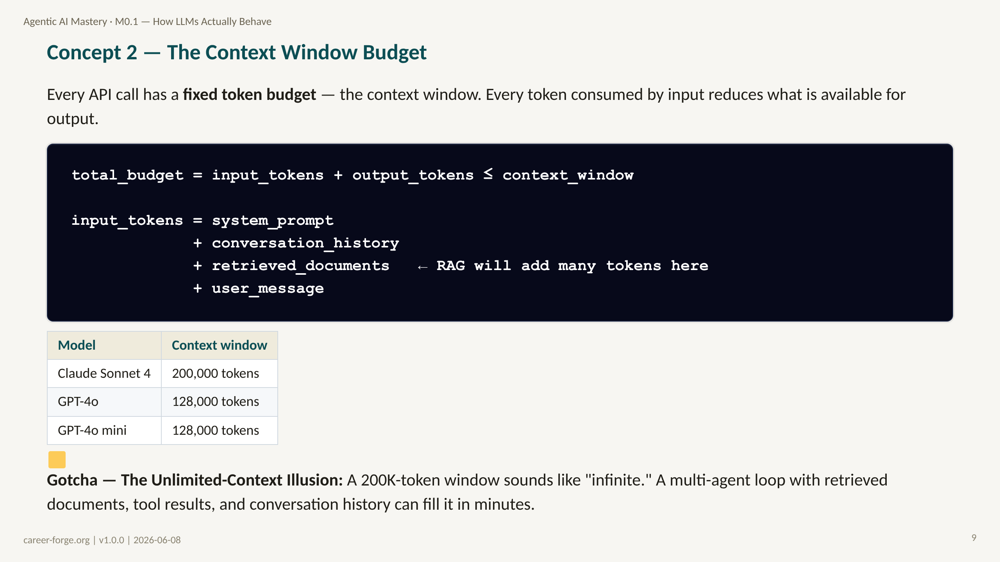 Agentic AI Mastery · M0.1 — How LLMs Actually Behave
Concept 2 — The Context Window Budget
Every API call has a fixed token budget — the context window. Every token consumed by input reduces what is available for
output.
total_budget = input_tokens + output_tokens ≤ context_window
input_tokens = system_prompt
+ conversation_history
+ retrieved_documents ← RAG will add many tokens here
+ user_message
Model Context window
Claude Sonnet 4 200,000 tokens
GPT-4o 128,000 tokens
GPT-4o mini 128,000 tokens
Gotcha — The Unlimited-Context Illusion: A 200K-token window sounds like "infinite." A multi-agent loop with retrieved
documents, tool results, and conversation history can fill it in minutes.
career-forge.org | v1.0.0 | 2026-06-08
9